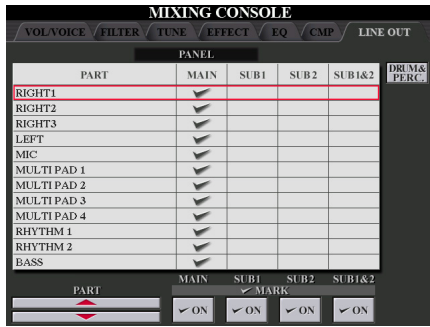 MIXING CONSOLE
VOL/VOICE FILTER TUNE EFFECT EQ CMP LINE OUT
PANEL
PART MAIN SUB1 SUB2 SUB1&2 DRUM& PERC.
RIGHT1
RIGHT2
RIGHT3
LEFT
MIC
MULTI PAD 1
MULTI PAD 2
MULTI PAD 3
MULTI PAD 4
RHYTHM 1
RHYTHM 2
BASS
PART MAIN SUB1 SUB2 SUB1&2
✓ MARK
✓ ON ✓ ON ✓ ON ✓ ON